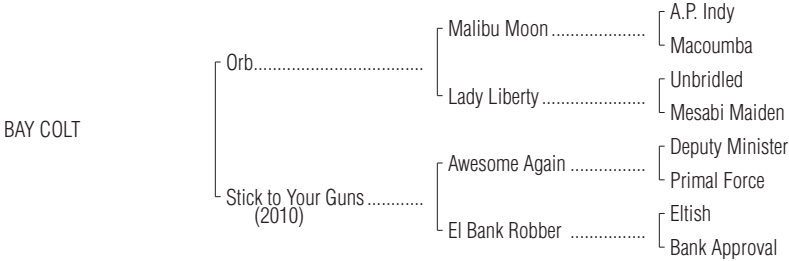 A.P. Indy
Malibu Moon ....................
Macoumba
Orb..................................
Unbridled
Lady Liberty ......................
Mesabi Maiden
BAY COLT
Deputy Minister
Awesome Again ................
Primal Force
Stick to Your Guns ............
(2010)
Eltish
El Bank Robber ................
Bank Approval